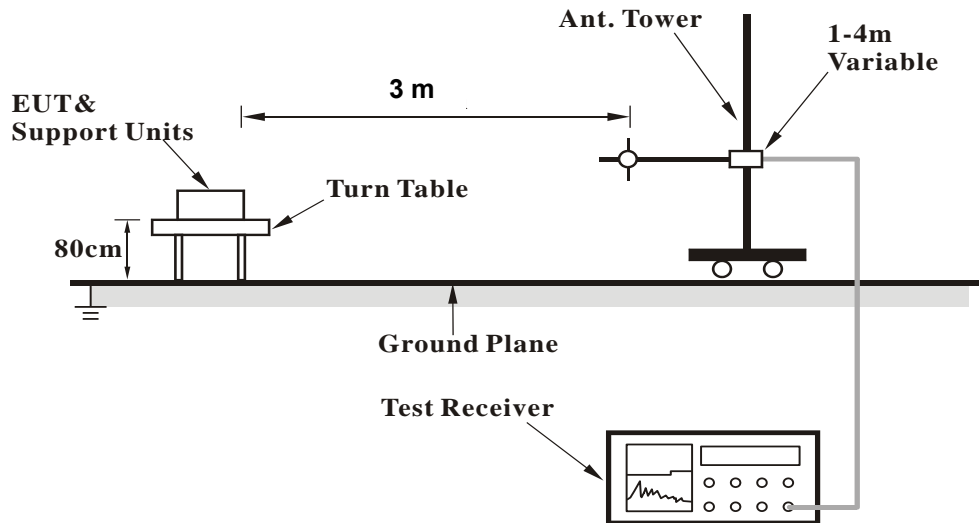 Ant. Tower
1-4m
Variable
3 m
EUT&
Support Units
Turn Table
80cm
Ground Plane
Test Receiver